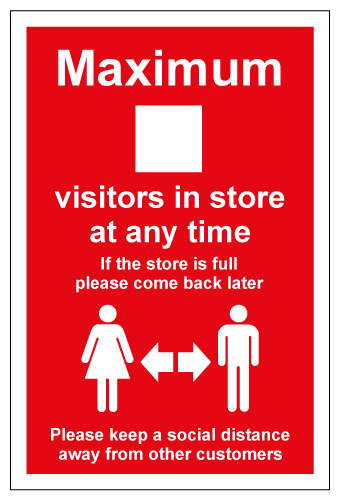 Maximum
visitors in store
at any time
If the store is full
please come back later
Please keep a social distance
away from other customers